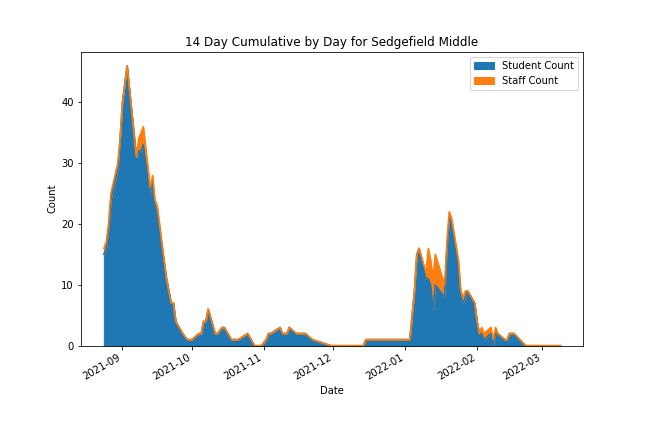 14 Day Cumulative by Day for Sedgefield Middle
Student Count
Staff Count
Count
40
30
20
10
0
2021-09
2021-10
2021-11
2021-12
2022-01
2022-02
2022-03
Date